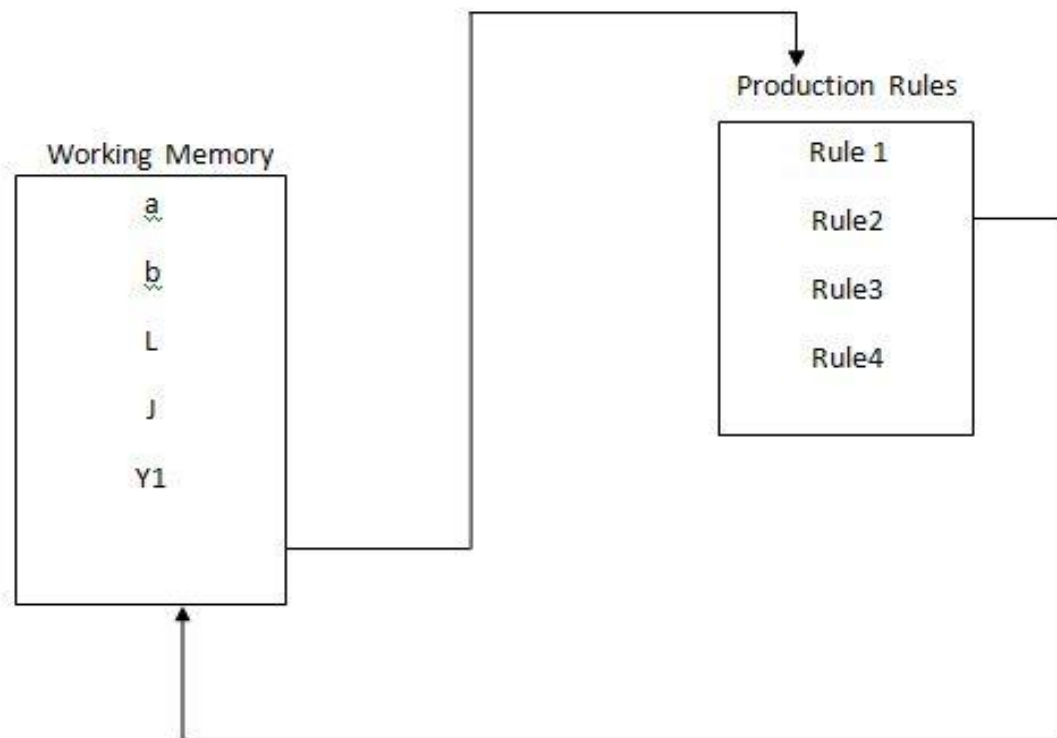 Working Memory
a
b
L
J
Y1
Production Rules
Rule 1
Rule2
Rule3
Rule4